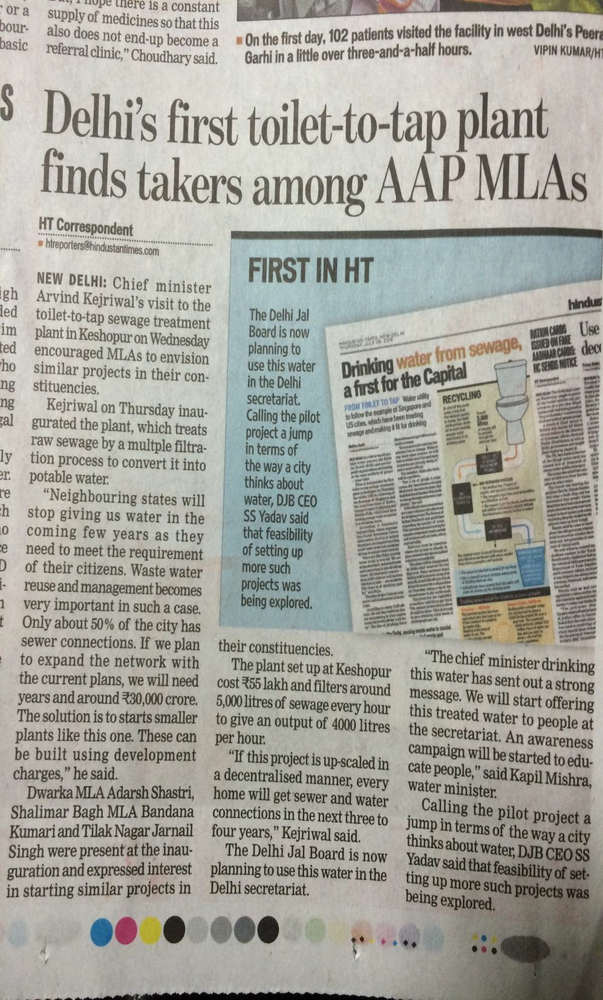 or a
bour-
basic
hope there is a constant
supply of medicines so that this
also does not end-up become a
referral clinic,” Choudhary said.
On the first day, 102 patients visited the facility in west Delhi’s Peera
Garhi in a little over three-and-a-half hours.
VIPIN KUMAR/HT
S
Delhi’s first toilet-to-tap plant
finds takers among AAP MLAs
HT Correspondent
htreporters@hindustantimes.com
NEW DELHI: Chief minister
Arvind Kejriwal’s visit to the
toilet-to-tap sewage treatment
plant in Keshopur on Wednesday
encouraged MLAs to envision
similar projects in their con-
stituencies.
Kejriwal on Thursday inau-
gurated the plant, which treats
raw sewage by a multple filtra-
tion process to convert it into
potable water.
“Neighbouring states will
stop giving us water in the
coming few years as they
need to meet the requirement
of their citizens. Waste water
reuse and management becomes
very important in such a case.
Only about 50% of the city has
sewer connections. If we plan
to expand the network with
the current plans, we will need
years and around ₹30,000 crore.
The solution is to starts smaller
plants like this one. These can
be built using development
charges,” he said.
Dwarka MLA Adarsh Shastri,
Shalimar Bagh MLA Bandana
Kumari and Tilak Nagar Jarnail
Singh were present at the inau-
guration and expressed interest
in starting similar projects in
FIRST IN HT
The Delhi Jal
Board is now
planning to
use this water
in the Delhi
secretariat.
Calling the pilot
project a jump
in terms of
the way a city
thinks about
water, DJB CEO
SS Yadav said
that feasibility
of setting up
more such
projects was
being explored.
hindus
HINDUSTAN TIMES, NEW DELHI
THURSDAY, JULY
Drinking water from sewage,
a first for the Capital
FROM TOILET TO TAP Water utility
to follow the example of Singapore and
US cities, which have been treating
sewage and making it fit for drinking
RECYCLING
RATION CARDS
ISSUED ON FAKE
AADHAAR CARDS:
HC SENDS NOTICE
Use
dec
their constituencies.
The plant set up at Keshopur
cost ₹55 lakh and filters around
5,000 litres of sewage every hour
to give an output of 4000 litres
per hour.
“If this project is up-scaled in
a decentralised manner, every
home will get sewer and water
connections in the next three to
four years,” Kejriwal said.
The Delhi Jal Board is now
planning to use this water in the
Delhi secretariat.
“The chief minister drinking
this water has sent out a strong
message. We will start offering
this treated water to people at
the secretariat. An awareness
campaign will be started to edu-
cate people,” said Kapil Mishra,
water minister.
Calling the pilot project a
jump in terms of the way a city
thinks about water, DJB CEO SS
Yadav said that feasibility of set-
ting up more such projects was
being explored.